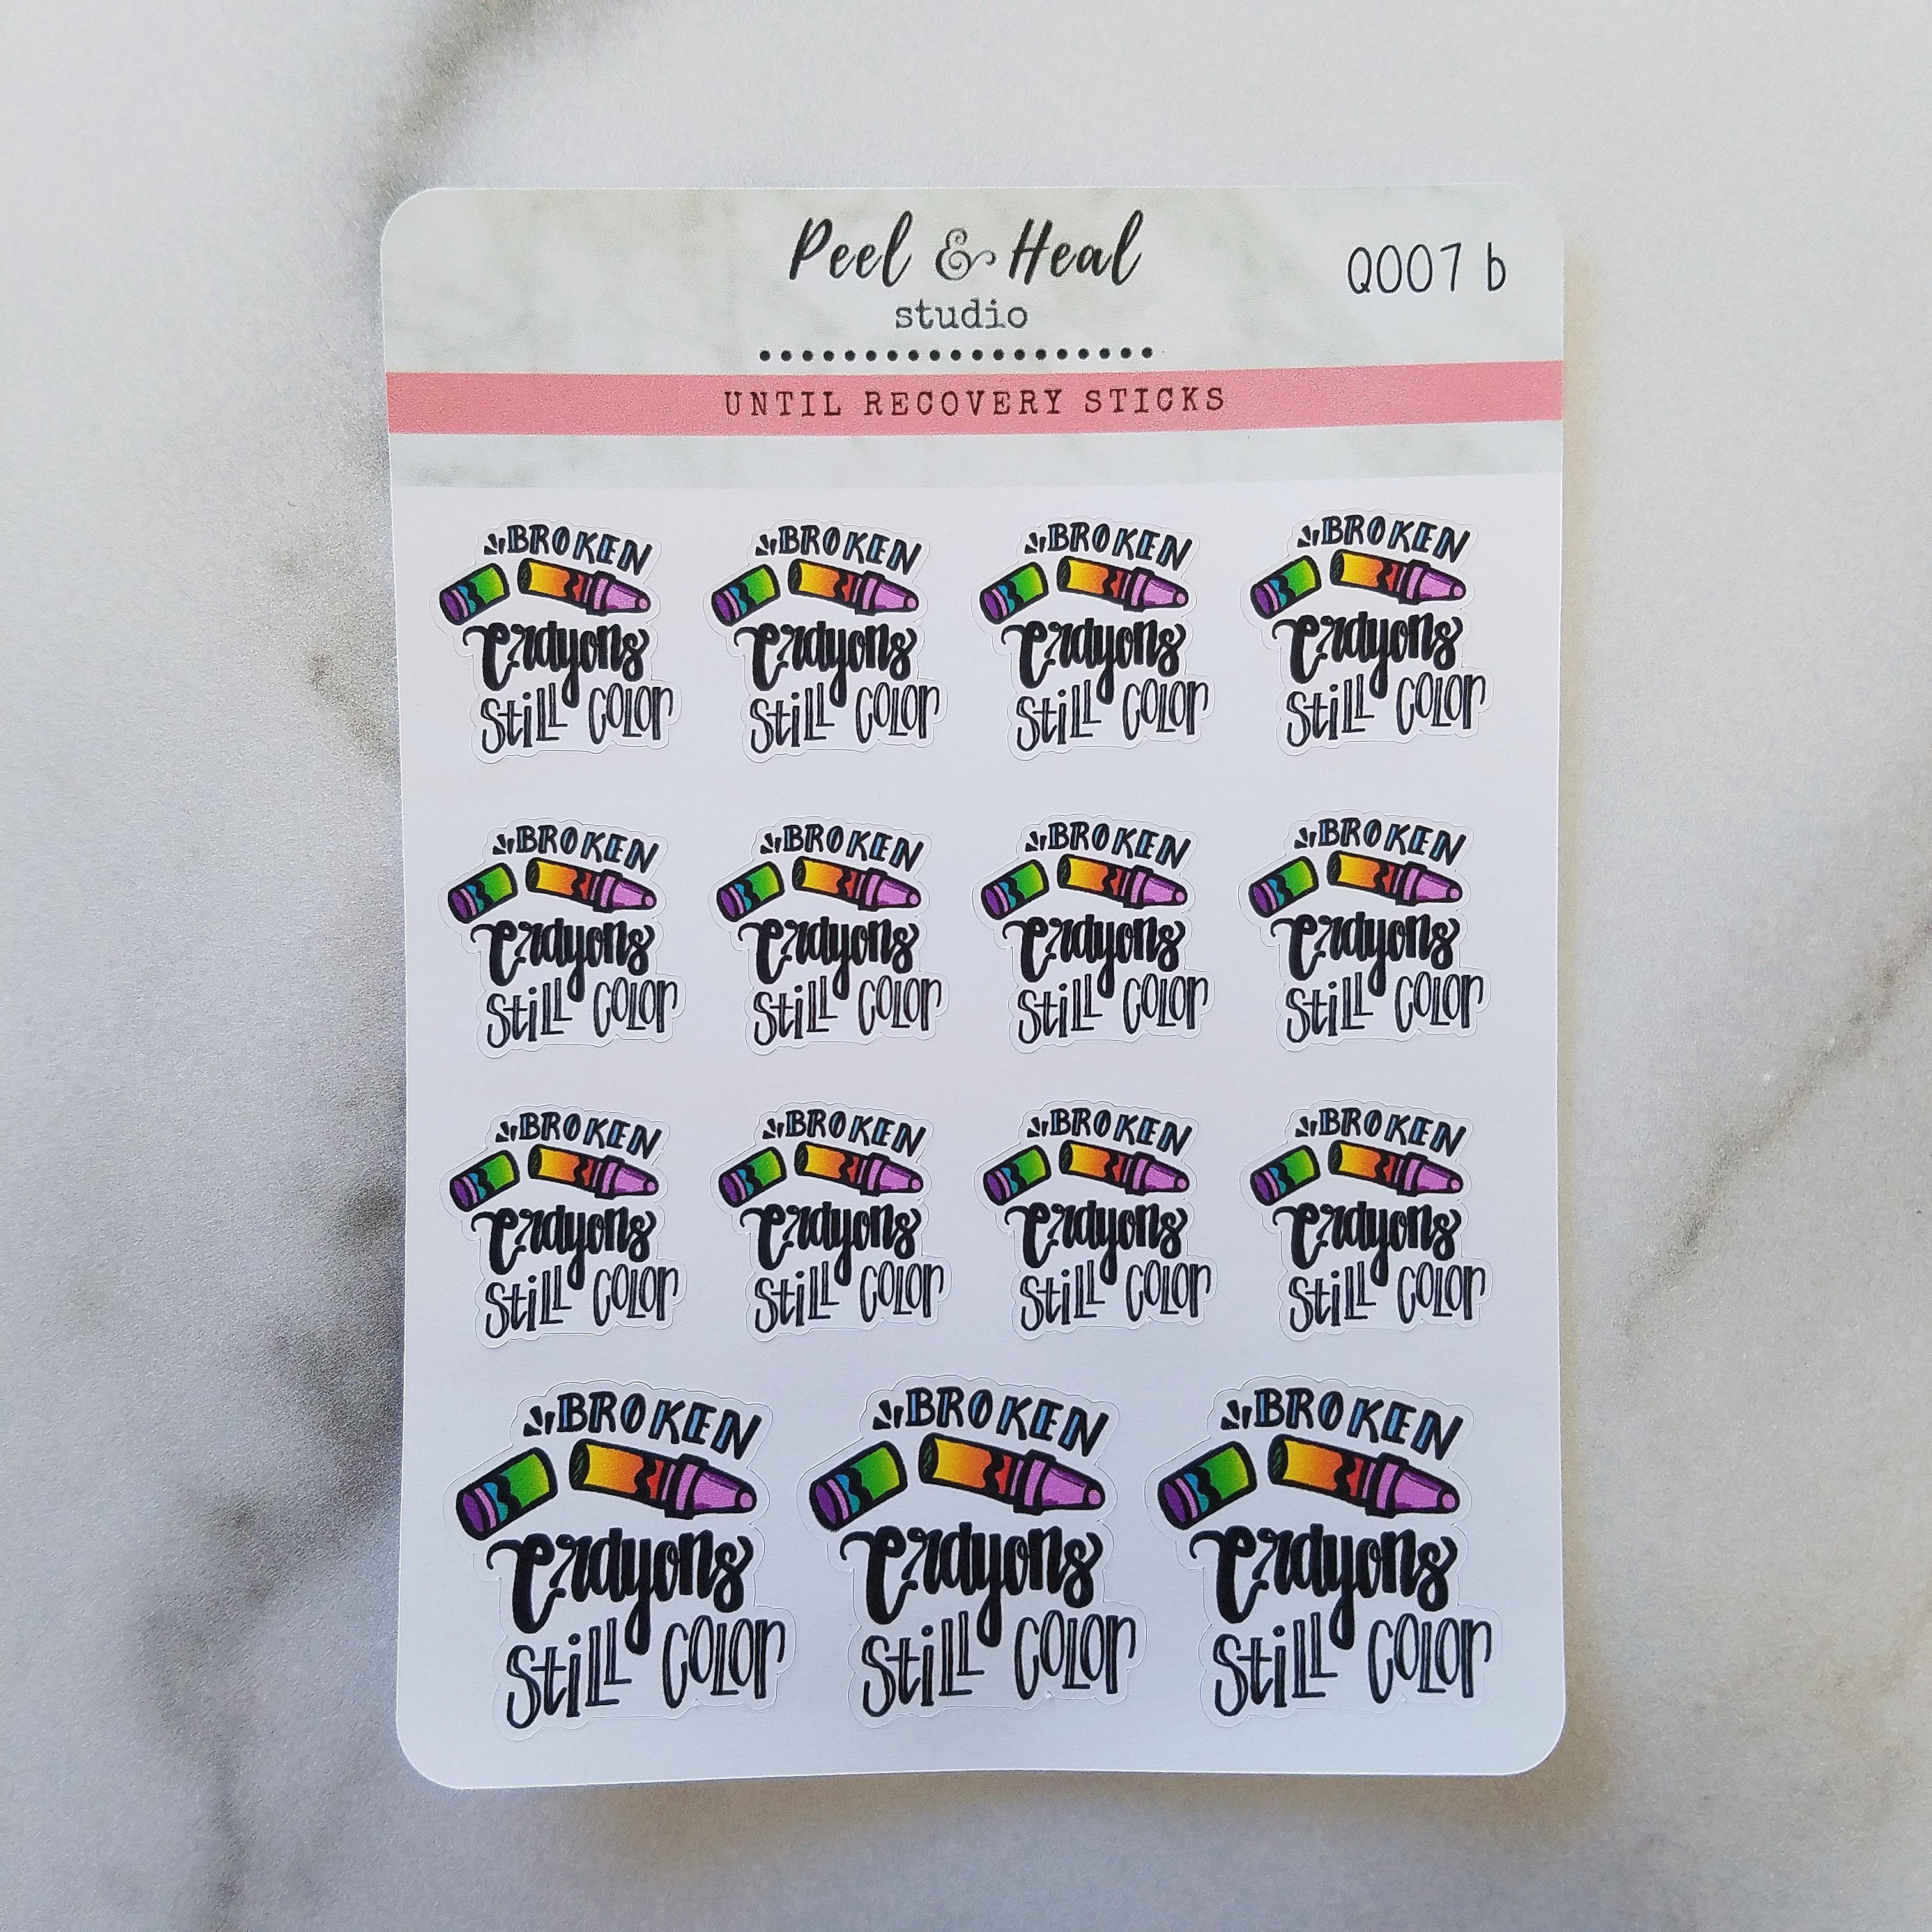 Peel & Heal
studio
Q007 b
UNTIL RECOVERY STICKS
BROKEN BROKEN BROKEN BROKEN
Crayons Crayons Crayons Crayons
Still Color Still Color Still Color Still Color
BROKEN BROKEN BROKEN BROKEN
Crayons Crayons Crayons Crayons
Still Color Still Color Still Color Still Color
BROKEN BROKEN BROKEN BROKEN
Crayons Crayons Crayons Crayons
Still Color Still Color Still Color Still Color
BROKEN BROKEN BROKEN
Crayons Crayons Crayons
Still Color Still Color Still Color